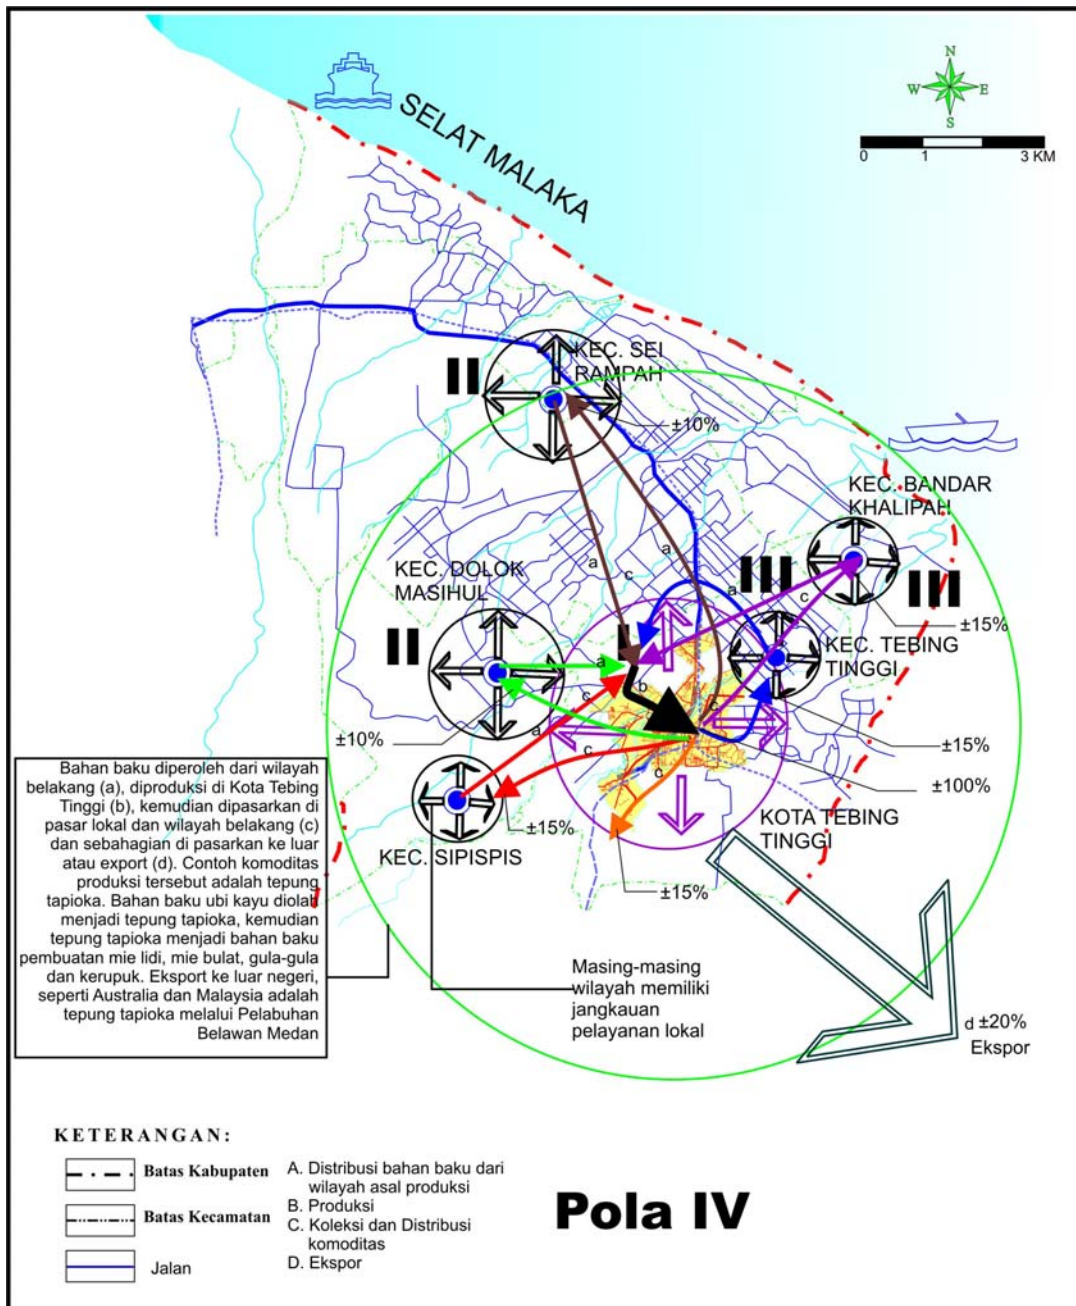 SELAT MALAKA
N
W E
S
0 1 3 KM
II
KEC. SEI
RAMPAH
±10%
KEC. BANDAR
KHALIPAH
III
III
±15%
KEC. DOLOK
MASIHUL
II
±10%
KEC. TEBING
TINGGI
±15%
±100%
I
a
c
a
a
c
a
b
c
c
a
c
c
KOTA TEBING
TINGGI
±15%
KEC. SIPISPIS
±15%
Bahan baku diperoleh dari wilayah
belakang (a), diproduksi di Kota Tebing
Tinggi (b), kemudian dipasarkan di
pasar lokal dan wilayah belakang (c)
dan sebahagian di pasarkan ke luar
atau export (d). Contoh komoditas
produksi tersebut adalah tepung
tapioka. Bahan baku ubi kayu diolah
menjadi tepung tapioka, kemudian
tepung tapioka menjadi bahan baku
pembuatan mie lidi, mie bulat, gula-gula
dan kerupuk. Eksport ke luar negeri,
seperti Australia dan Malaysia adalah
tepung tapioka melalui Pelabuhan
Belawan Medan
Masing-masing
wilayah memiliki
jangkauan
pelayanan lokal
d ±20%
Ekspor
KETERANGAN:
Batas Kabupaten
Batas Kecamatan
Jalan
A. Distribusi bahan baku dari
wilayah asal produksi
B. Produksi
C. Koleksi dan Distribusi
komoditas
D. Ekspor
Pola IV